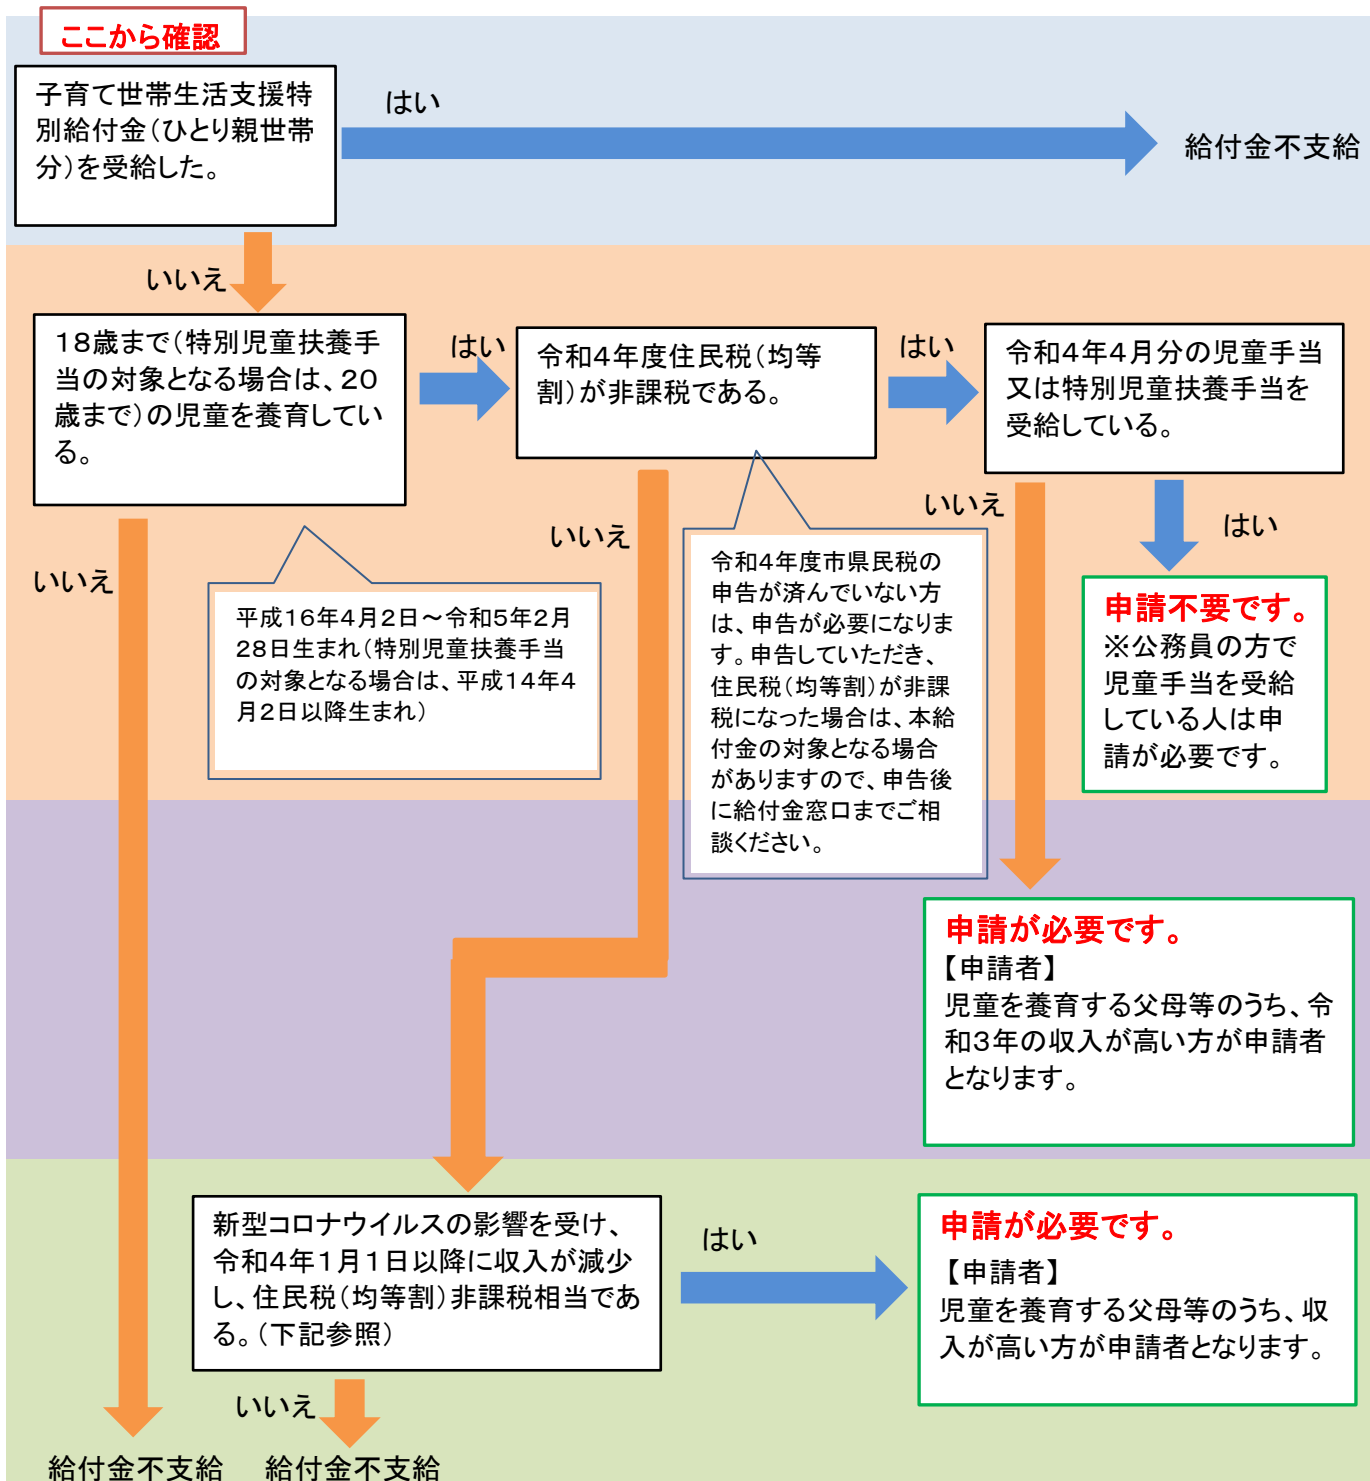 ここから確認
子育て世帯生活支援特
別給付金(ひとり親世帯
分)を受給した。
はい
給付金不支給
いいえ
18歳まで(特別児童扶養手
当の対象となる場合は、20
歳まで)の児童を養育してい
る。
はい
令和4年度住民税(均等
割)が非課税である。
はい
令和4年4月分の児童手当
又は特別児童扶養手当を
受給している。
いいえ
いいえ
いいえ
はい
平成16年4月2日~令和5年2月
28日生まれ(特別児童扶養手当
の対象となる場合は、平成14年4
月2日以降生まれ)
令和4年度市県民税の
申告が済んでいない方
は、申告が必要になりま
す。申告していただき、
住民税(均等割)が非課
税になった場合は、本給
付金の対象となる場合
がありますので、申告後
に給付金窓口までご相
談ください。
申請不要です。
※公務員の方で
児童手当を受給
している人は申
請が必要です。
申請が必要です。
【申請者】
児童を養育する父母等のうち、令
和3年の収入が高い方が申請者
となります。
新型コロナウイルスの影響を受け、
令和4年1月1日以降に収入が減少
し、住民税(均等割)非課税相当であ
る。(下記参照)
はい
申請が必要です。
【申請者】
児童を養育する父母等のうち、収
入が高い方が申請者となります。
いいえ
給付金不支給
給付金不支給